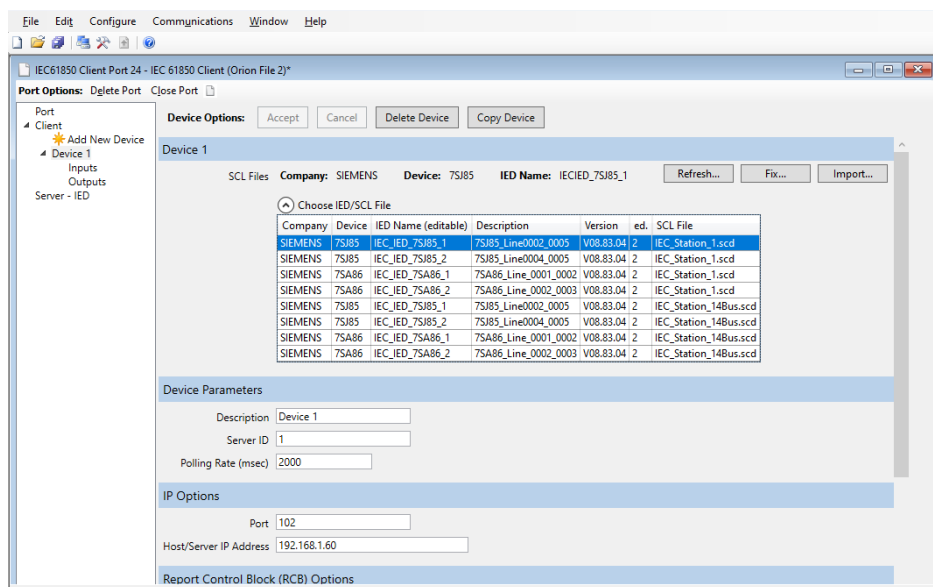 File Edit Configure Communications Window Help
IEC61850 Client Port 24 - IEC 61850 Client (Orion File 2)*
Port Options: Delete Port Close Port
Port
Client
Add New Device
Device 1
Inputs
Outputs
Server - IED
Device Options: Accept Cancel Delete Device Copy Device
Device 1
SCL Files Company: SIEMENS Device: 7SJ85 IED Name: IECIED_7SJ85_1 Refresh... Fix... Import...
Choose IED/SCL File
Company Device IED Name (editable) Description Version ed. SCL File
SIEMENS 7SJ85 IEC_IED_7SJ85_1 7SJ85_Line0002_0005 V08.83.04 2 IEC_Station_1.scd
SIEMENS 7SJ85 IEC_IED_7SJ85_2 7SJ85_Line0004_0005 V08.83.04 2 IEC_Station_1.scd
SIEMENS 7SA86 IEC_IED_7SA86_1 7SA86_Line_0001_0002 V08.83.04 2 IEC_Station_1.scd
SIEMENS 7SA86 IEC_IED_7SA86_2 7SA86_Line_0002_0003 V08.83.04 2 IEC_Station_1.scd
SIEMENS 7SJ85 IEC_IED_7SJ85_1 7SJ85_Line0002_0005 V08.83.04 2 IEC_Station_14Bus.scd
SIEMENS 7SJ85 IEC_IED_7SJ85_2 7SJ85_Line0004_0005 V08.83.04 2 IEC_Station_14Bus.scd
SIEMENS 7SA86 IEC_IED_7SA86_1 7SA86_Line_0001_0002 V08.83.04 2 IEC_Station_14Bus.scd
SIEMENS 7SA86 IEC_IED_7SA86_2 7SA86_Line_0002_0003 V08.83.04 2 IEC_Station_14Bus.scd
Device Parameters
Description Device 1
Server ID 1
Polling Rate (msec) 2000
IP Options
Port 102
Host/Server IP Address 192.168.1.60
Report Control Block (RCB) Options